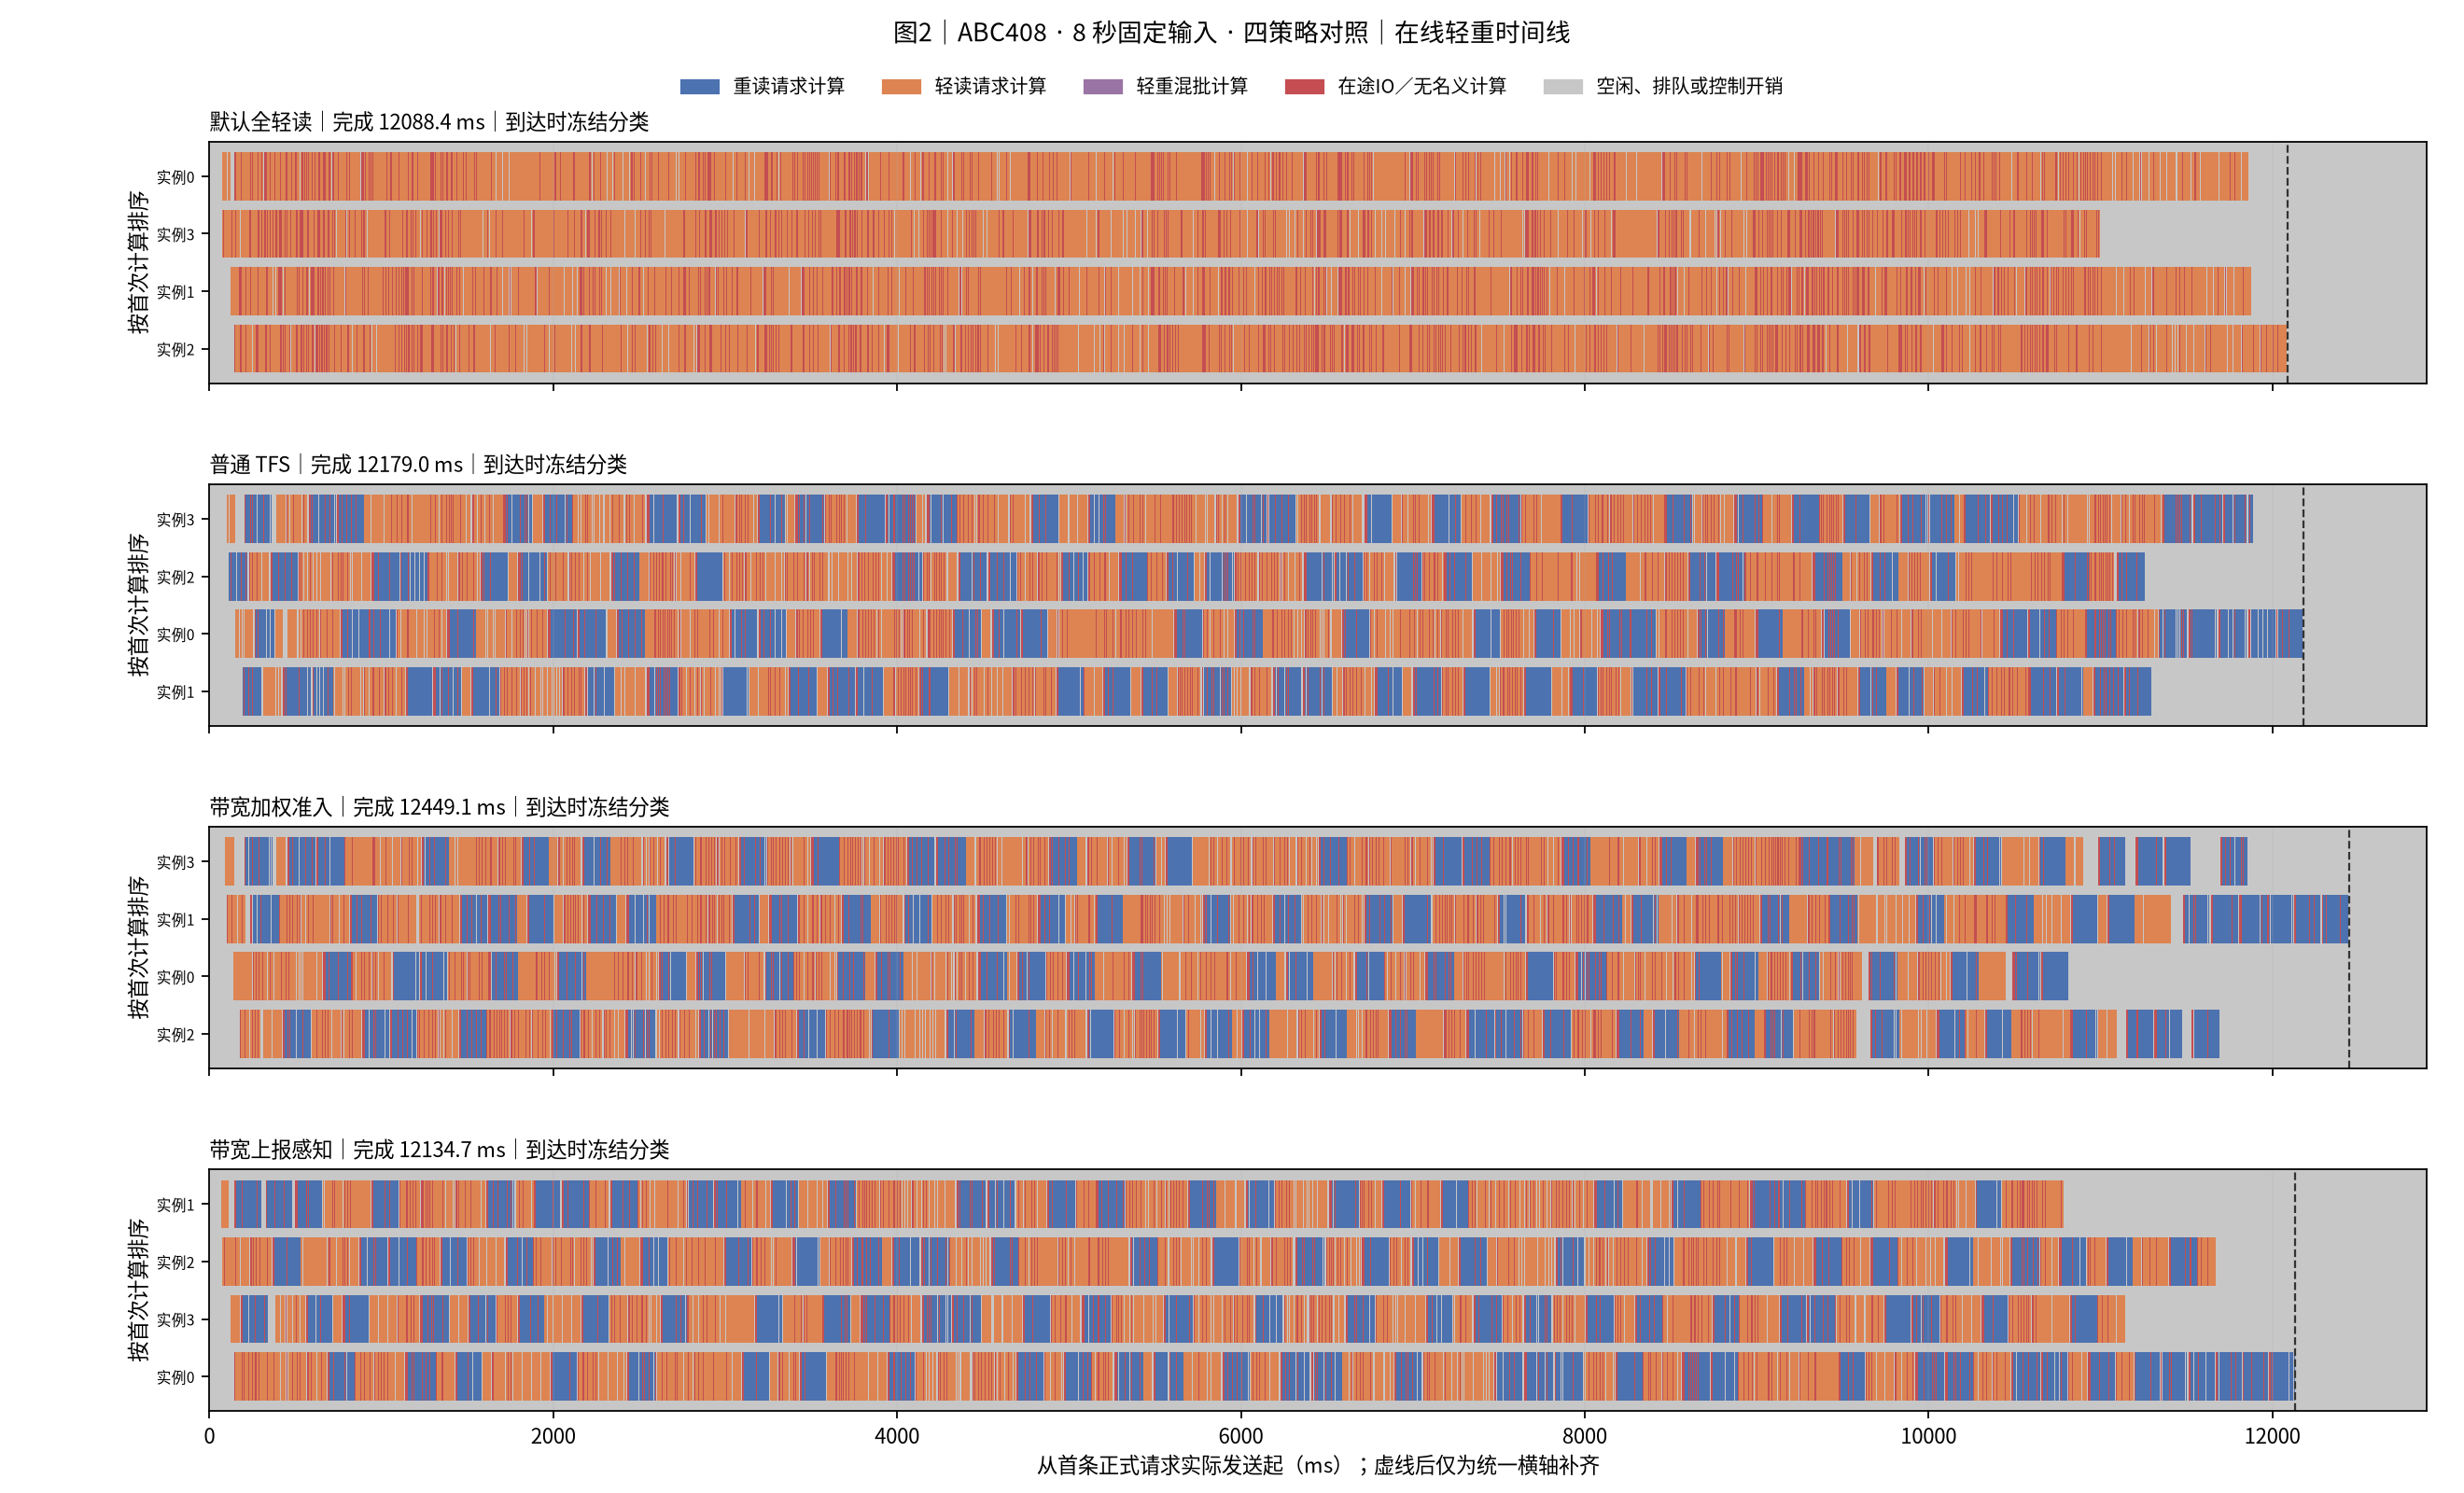 图2｜ABC408 · 8 秒固定输入 · 四策略对照｜在线轻重时间线
重读请求计算 轻读请求计算 轻重混批计算 在途IO／无名义计算 空闲、排队或控制开销
默认全轻读｜完成 12088.4 ms｜到达时冻结分类
按首次计算排序
实例0
实例3
实例1
实例2
普通 TFS｜完成 12179.0 ms｜到达时冻结分类
按首次计算排序
实例3
实例2
实例0
实例1
带宽加权准入｜完成 12449.1 ms｜到达时冻结分类
按首次计算排序
实例3
实例1
实例0
实例2
带宽上报感知｜完成 12134.7 ms｜到达时冻结分类
按首次计算排序
实例1
实例2
实例3
实例0
0 2000 4000 6000 8000 10000 12000
从首条正式请求实际发送起（ms）；虚线后仅为统一横轴补齐